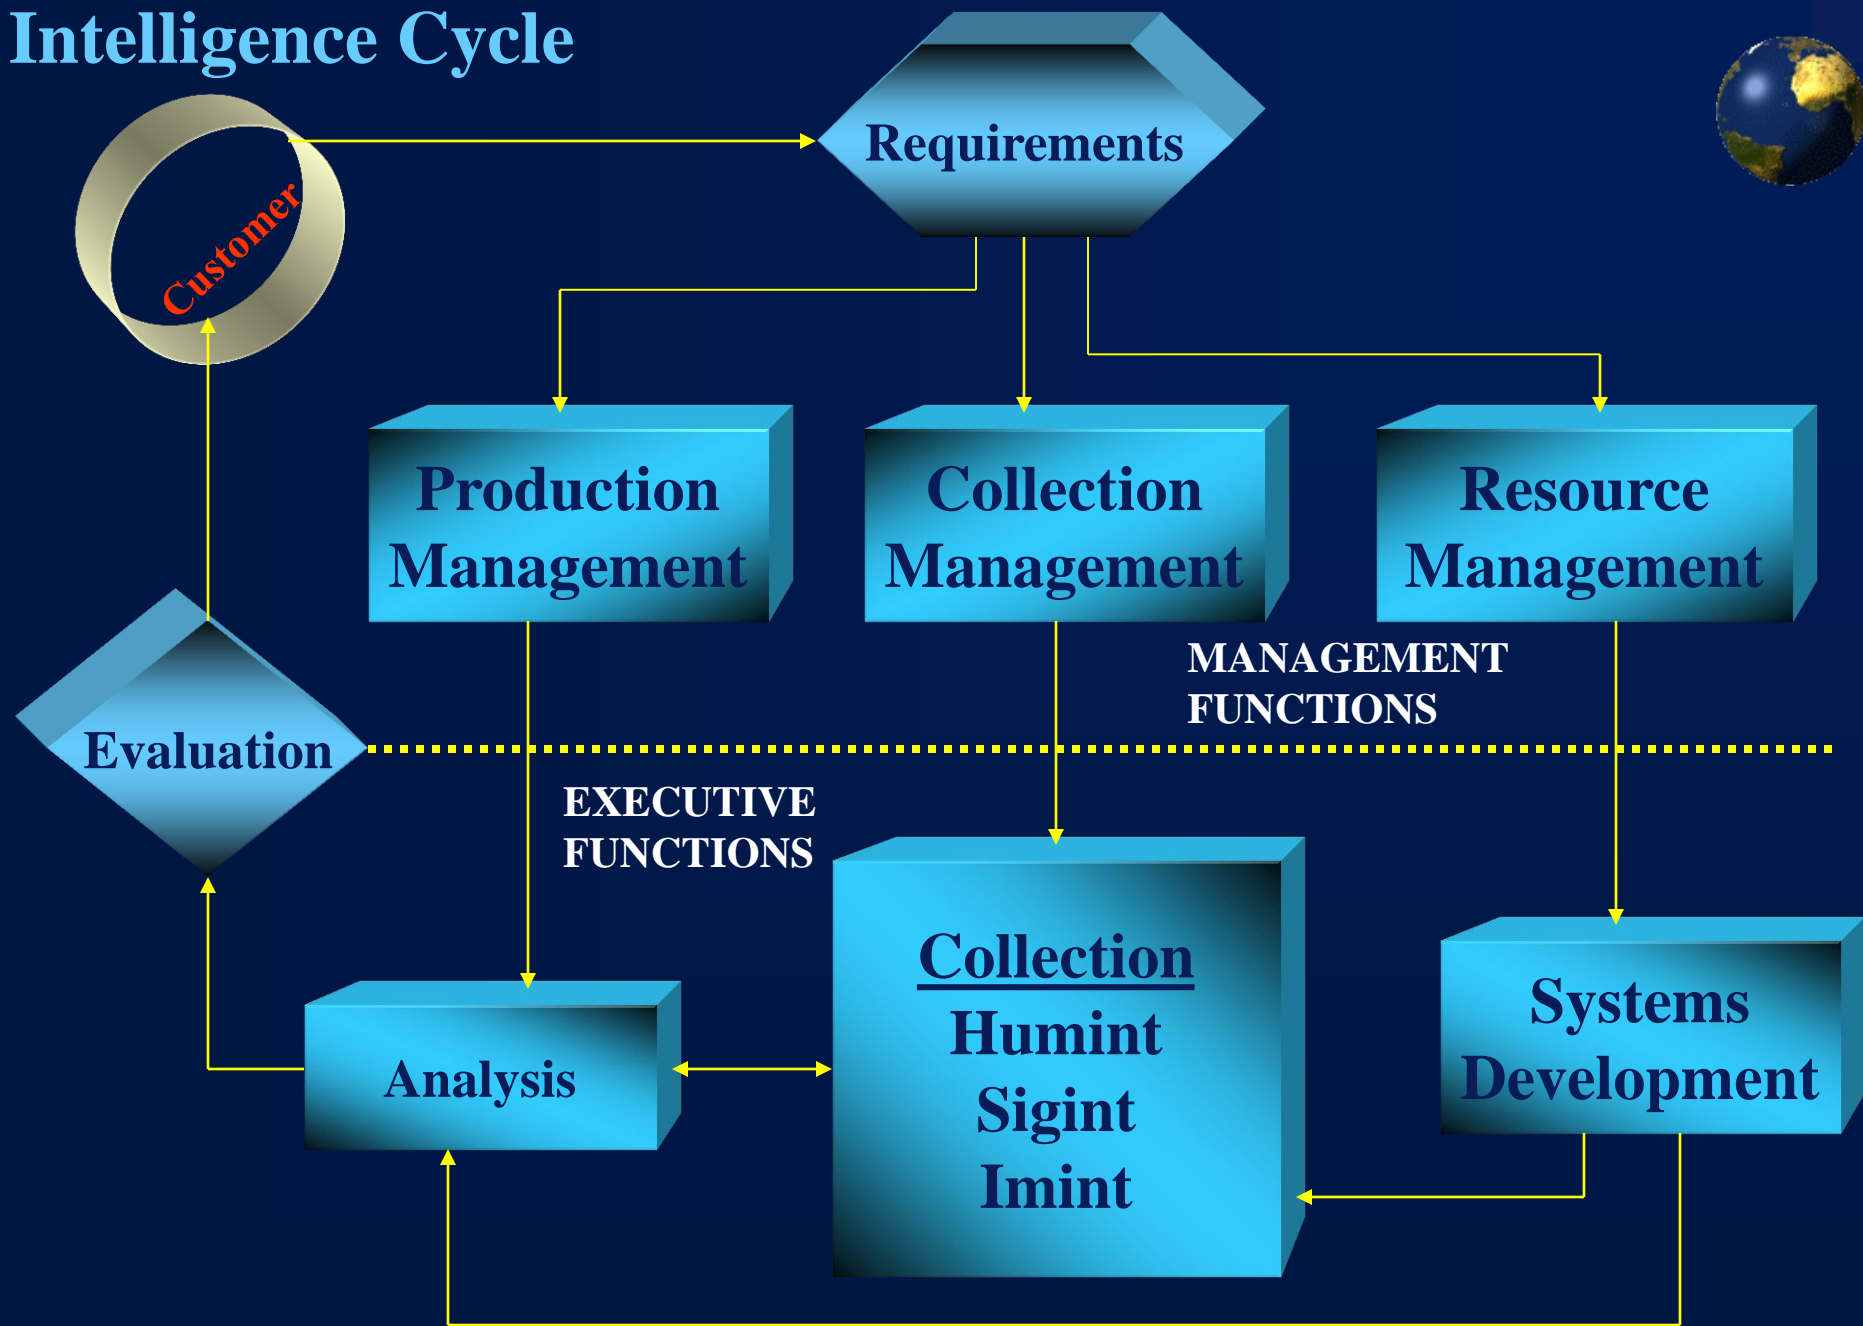 Intelligence Cycle
Requirements
Customer
Production
Management
Collection
Management
Resource
Management
MANAGEMENT
FUNCTIONS
Evaluation
EXECUTIVE
FUNCTIONS
Collection
Humint
Sigint
Imint
Systems
Development
Analysis